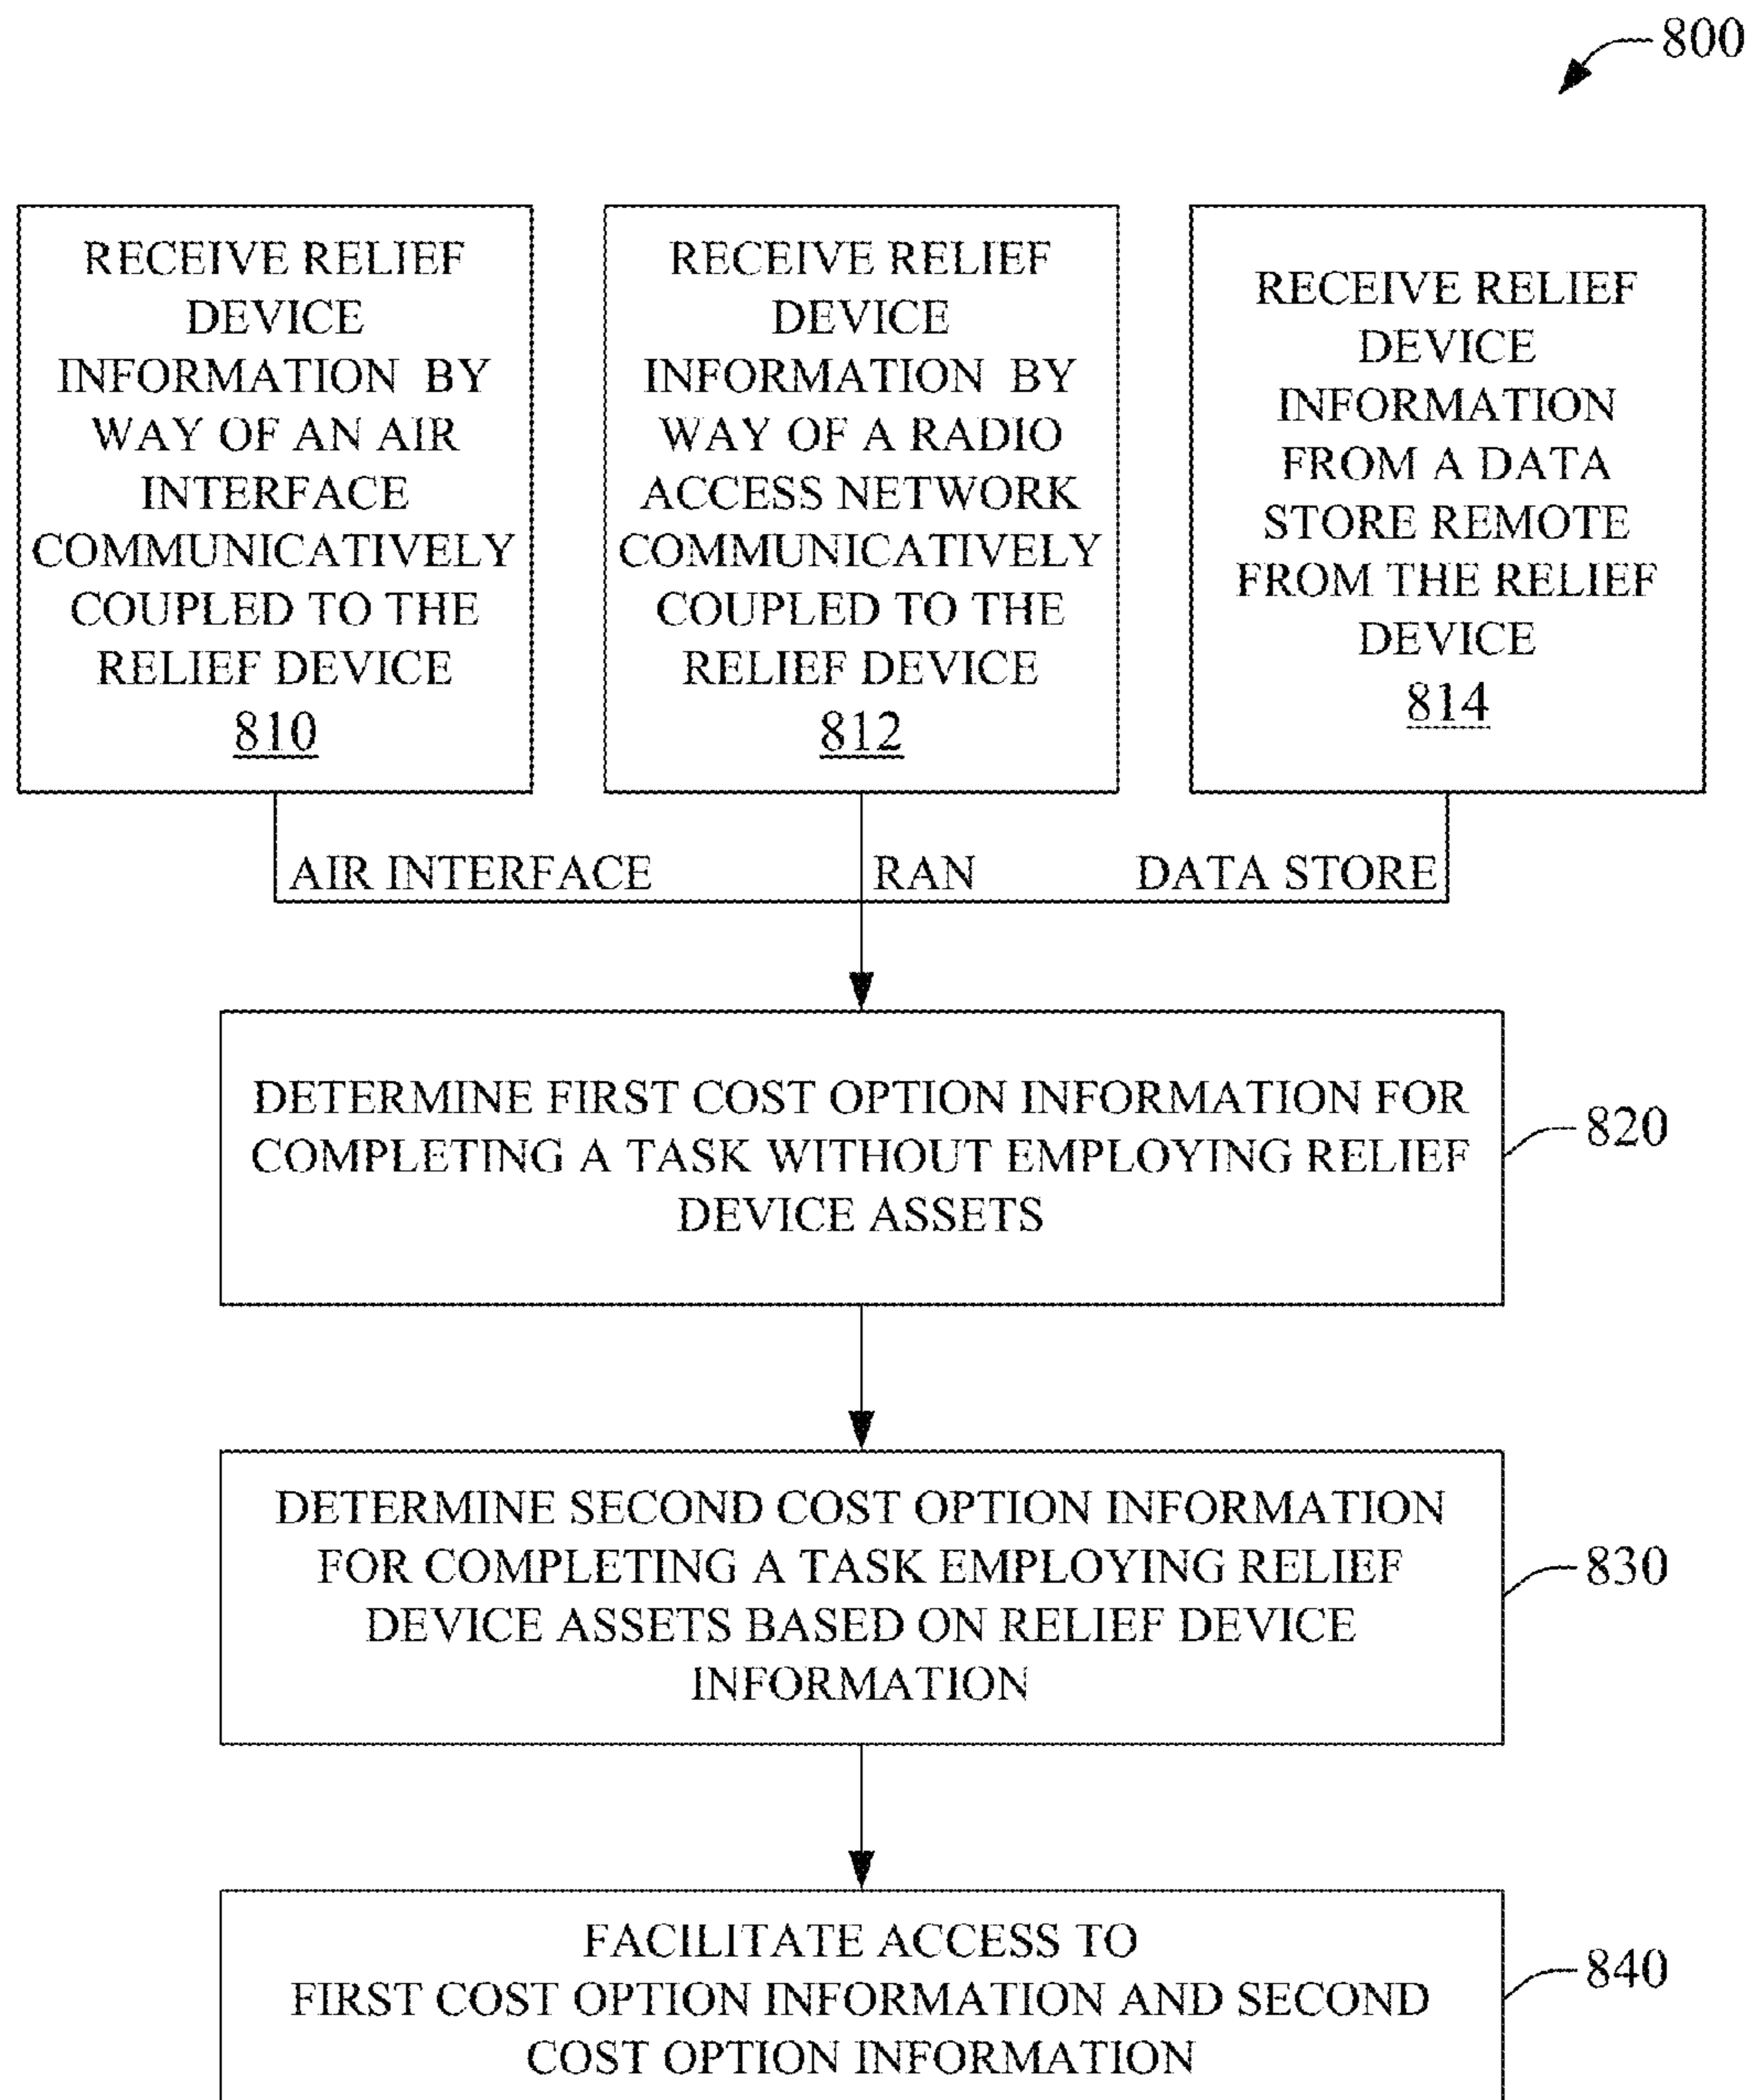 800
RECEIVE RELIEF
DEVICE
INFORMATION BY
WAY OF AN AIR
INTERFACE
COMMUNICATIVELY
COUPLED TO THE
RELIEF DEVICE
810
RECEIVE RELIEF
DEVICE
INFORMATION BY
WAY OF A RADIO
ACCESS NETWORK
COMMUNICATIVELY
COUPLED TO THE
RELIEF DEVICE
812
RECEIVE RELIEF
DEVICE
INFORMATION
FROM A DATA
STORE REMOTE
FROM THE RELIEF
DEVICE
814
AIR INTERFACE
RAN
DATA STORE
DETERMINE FIRST COST OPTION INFORMATION FOR
COMPLETING A TASK WITHOUT EMPLOYING RELIEF
DEVICE ASSETS
820
DETERMINE SECOND COST OPTION INFORMATION
FOR COMPLETING A TASK EMPLOYING RELIEF
DEVICE ASSETS BASED ON RELIEF DEVICE
INFORMATION
830
FACILITATE ACCESS TO
FIRST COST OPTION INFORMATION AND SECOND
COST OPTION INFORMATION
840